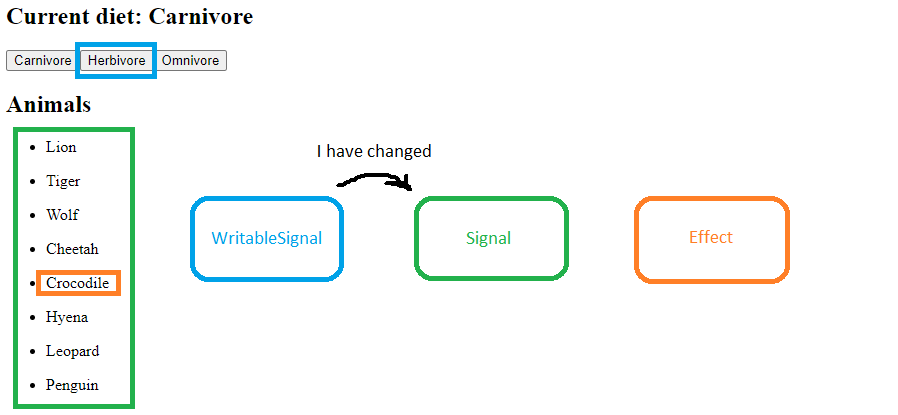 Current diet: Carnivore
Carnivore Herbivore Omnivore
Animals
Lion
Tiger
Wolf
Cheetah
Crocodile
Hyena
Leopard
Penguin
I have changed
WritableSignal Signal Effect